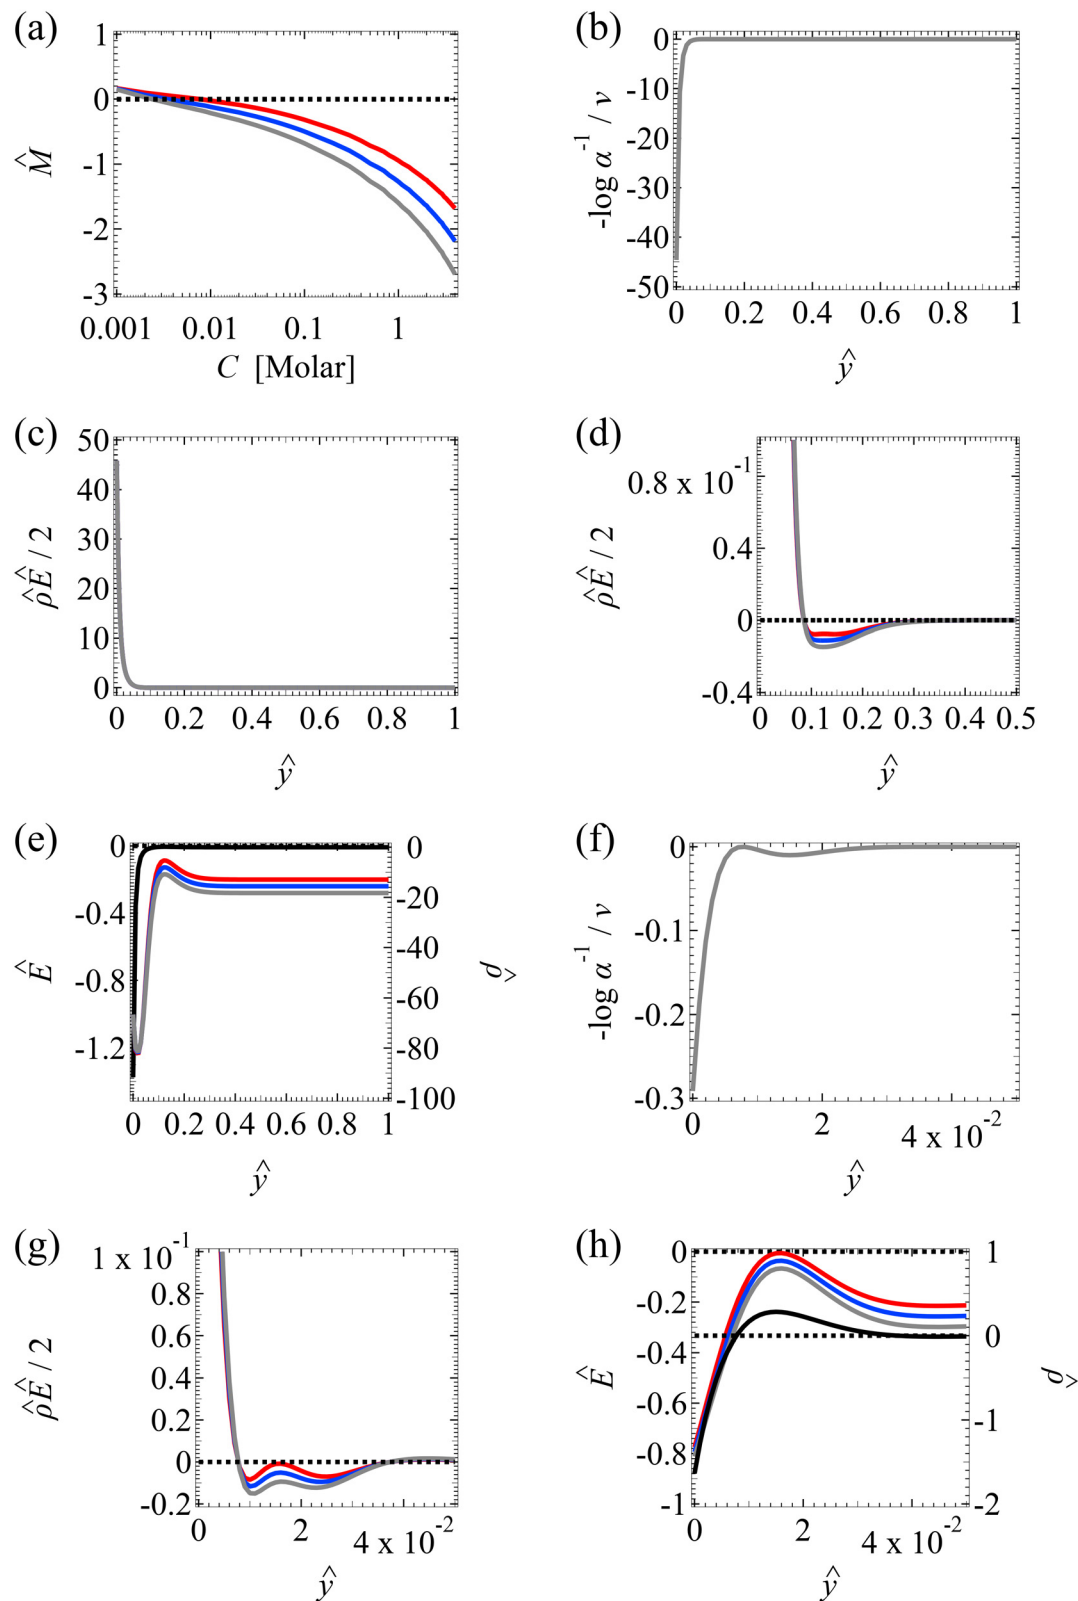 (a)
1
0
-1
-2
-3
M̂
0.001 0.01 0.1 1
C [Molar]
(b)
0
-10
-20
-30
-40
-50
-log α⁻¹ / ν
0 0.2 0.4 0.6 0.8 1
ŷ
(c)
50
40
30
20
10
0
ρ̂Ê / 2
0 0.2 0.4 0.6 0.8 1
ŷ
(d)
0.8 x 10⁻¹
0.4
0
-0.4
ρ̂Ê / 2
0 0.1 0.2 0.3 0.4 0.5
ŷ
(e)
0
-0.4
-0.8
-1.2
Ê
0
-20
-40
-60
-80
-100
ρ̂
0 0.2 0.4 0.6 0.8 1
ŷ
(f)
0
-0.1
-0.2
-0.3
-log α⁻¹ / ν
0 2 4 x 10⁻²
ŷ
(g)
1 x 10⁻¹
0.8
0.6
0.4
0.2
0
-0.2
ρ̂Ê / 2
0 2 4 x 10⁻²
ŷ
(h)
0
-0.2
-0.4
-0.6
-0.8
-1
Ê
1
0
-1
-2
ρ̂
0 2 4 x 10⁻²
ŷ